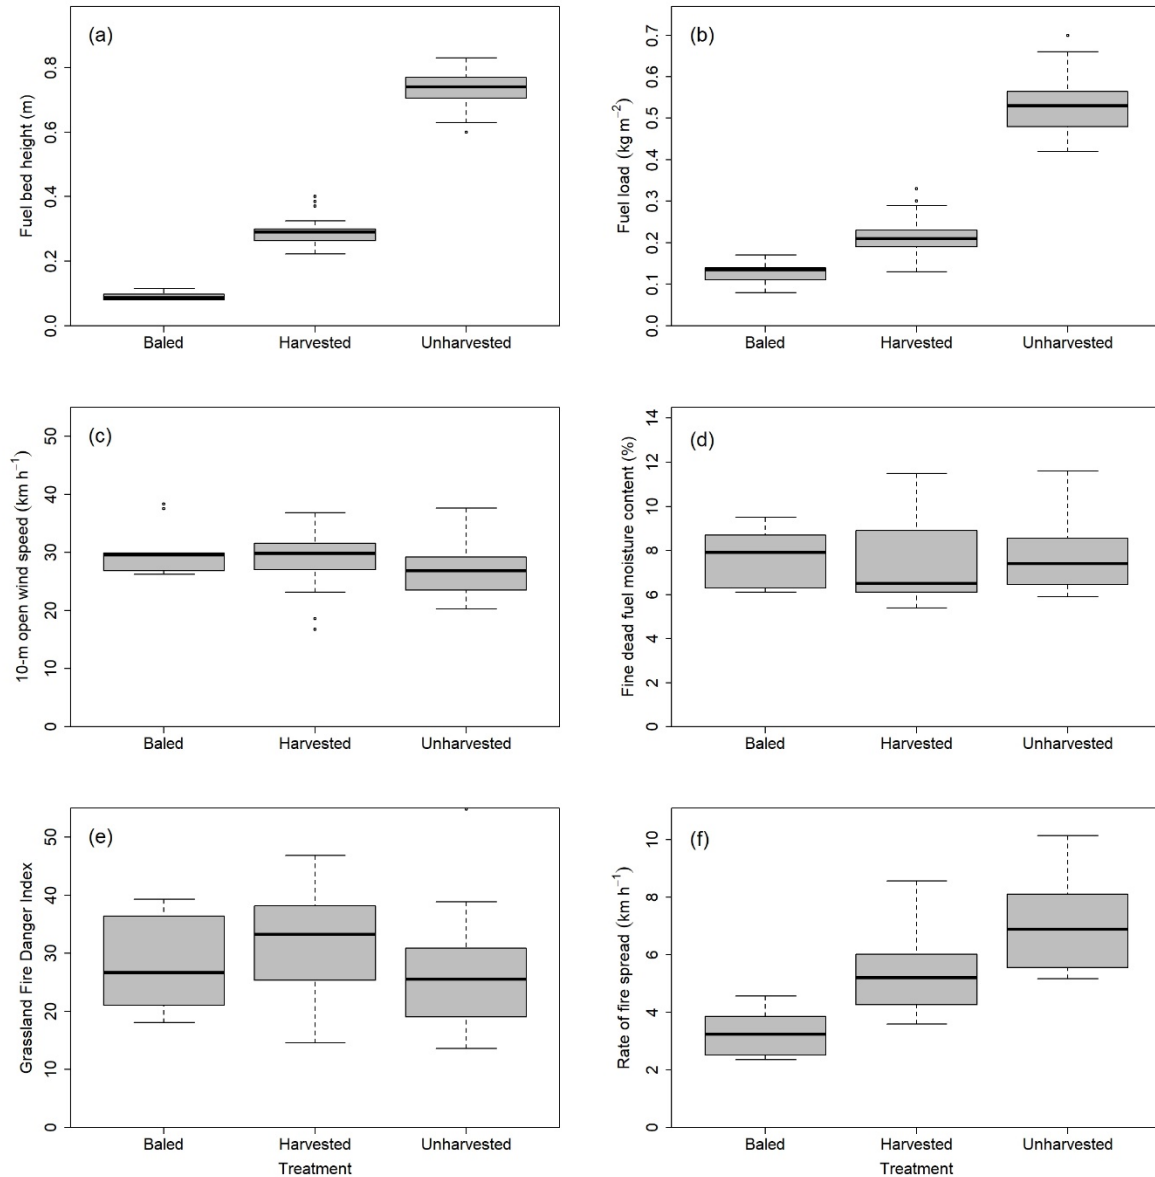 (a)
Fuel bed height (m)
0.0 0.2 0.4 0.6 0.8
Baled Harvested Unharvested
(b)
Fuel load (kg m⁻²)
0.0 0.1 0.2 0.3 0.4 0.5 0.6 0.7
Baled Harvested Unharvested
(c)
10-m open wind speed (km h⁻¹)
0 10 20 30 40 50
Baled Harvested Unharvested
(d)
Fine dead fuel moisture content (%)
0 2 4 6 8 10 12 14
Baled Harvested Unharvested
(e)
Grassland Fire Danger Index
0 10 20 30 40 50
Baled Harvested Unharvested
Treatment
(f)
Rate of fire spread (km h⁻¹)
0 2 4 6 8 10
Baled Harvested Unharvested
Treatment